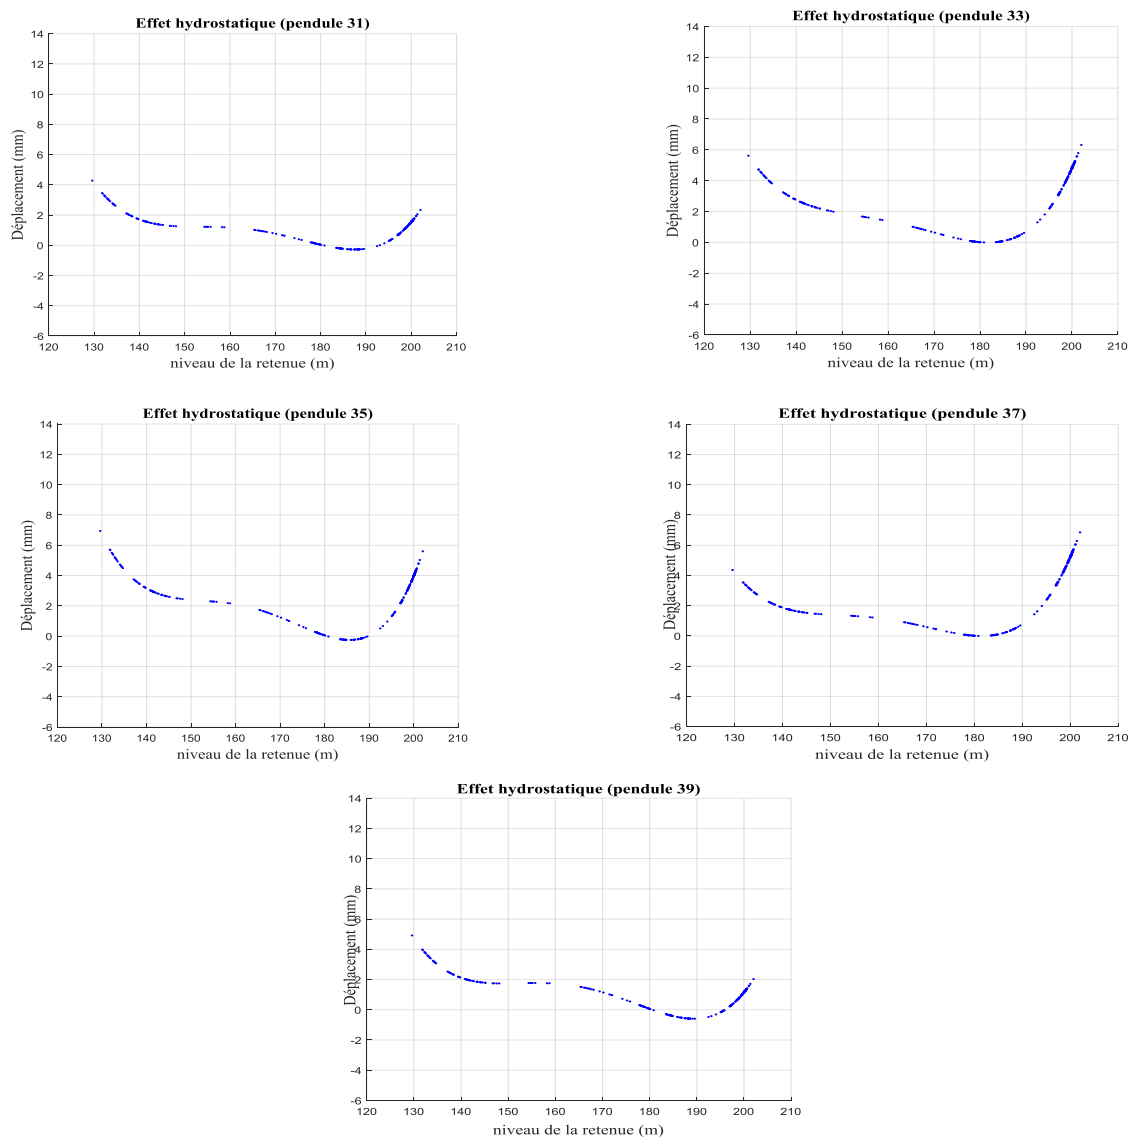 Effet hydrostatique (pendule 31)
14
12
10
8
6
4
2
0
-2
-4
-6
Déplacement (mm)
120 130 140 150 160 170 180 190 200 210
niveau de la retenue (m)
Effet hydrostatique (pendule 33)
14
12
10
8
6
4
2
0
-2
-4
-6
Déplacement (mm)
120 130 140 150 160 170 180 190 200 210
niveau de la retenue (m)
Effet hydrostatique (pendule 35)
14
12
10
8
6
4
2
0
-2
-4
-6
Déplacement (mm)
120 130 140 150 160 170 180 190 200 210
niveau de la retenue (m)
Effet hydrostatique (pendule 37)
14
12
10
8
6
4
2
0
-2
-4
-6
Déplacement (mm)
120 130 140 150 160 170 180 190 200 210
niveau de la retenue (m)
Effet hydrostatique (pendule 39)
14
12
10
8
6
4
2
0
-2
-4
-6
Déplacement (mm)
120 130 140 150 160 170 180 190 200 210
niveau de la retenue (m)